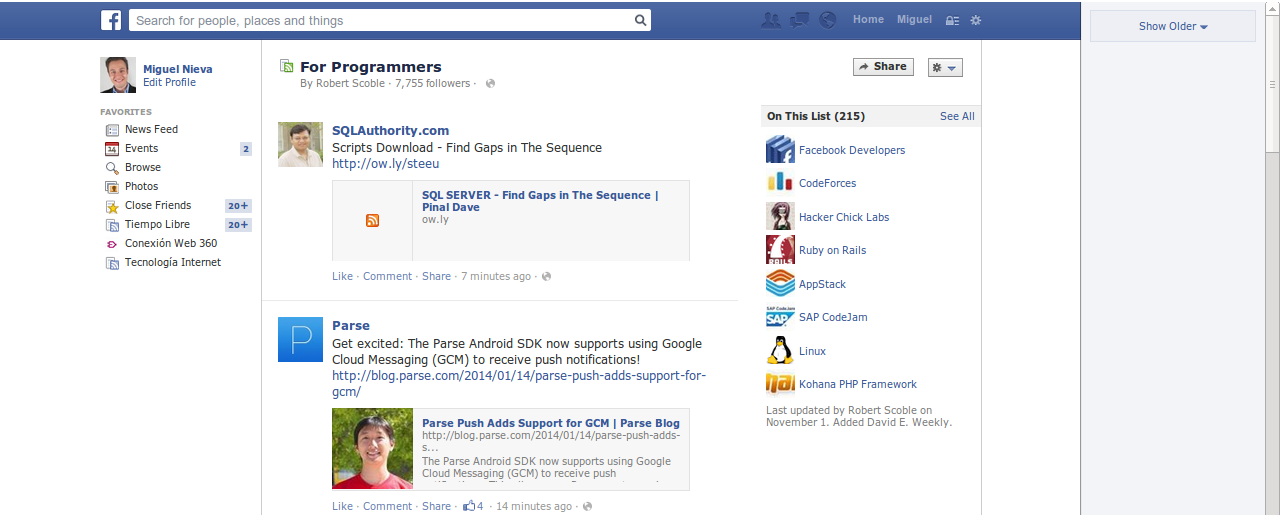 Search for people, places and things
Home
Miguel
Show Older
Miguel Nieva
Edit Profile
FAVORITES
News Feed
Events 2
Browse
Photos
Close Friends 20+
Tiempo Libre 20+
Conexión Web 360
Tecnología Internet
For Programmers
By Robert Scoble · 7,755 followers ·
Share
SQLAuthority.com
Scripts Download - Find Gaps in The Sequence
http://ow.ly/steeu
SQL SERVER - Find Gaps in The Sequence |
Pinal Dave
ow.ly
Like · Comment · Share · 7 minutes ago ·
Parse
Get excited: The Parse Android SDK now supports using Google
Cloud Messaging (GCM) to receive push notifications!
http://blog.parse.com/2014/01/14/parse-push-adds-support-for-
gcm/
Parse Push Adds Support for GCM | Parse Blog
http://blog.parse.com/2014/01/14/parse-push-adds-
s...
The Parse Android SDK now supports using Google
Cloud Messaging (GCM) to receive push
Like · Comment · Share · 4 · 14 minutes ago ·
On This List (215) See All
Facebook Developers
CodeForces
Hacker Chick Labs
Ruby on Rails
RAILS
AppStack
SAP CodeJam
SAP CodeJam
SAP
Linux
Kohana PHP Framework
Last updated by Robert Scoble on
November 1. Added David E. Weekly.